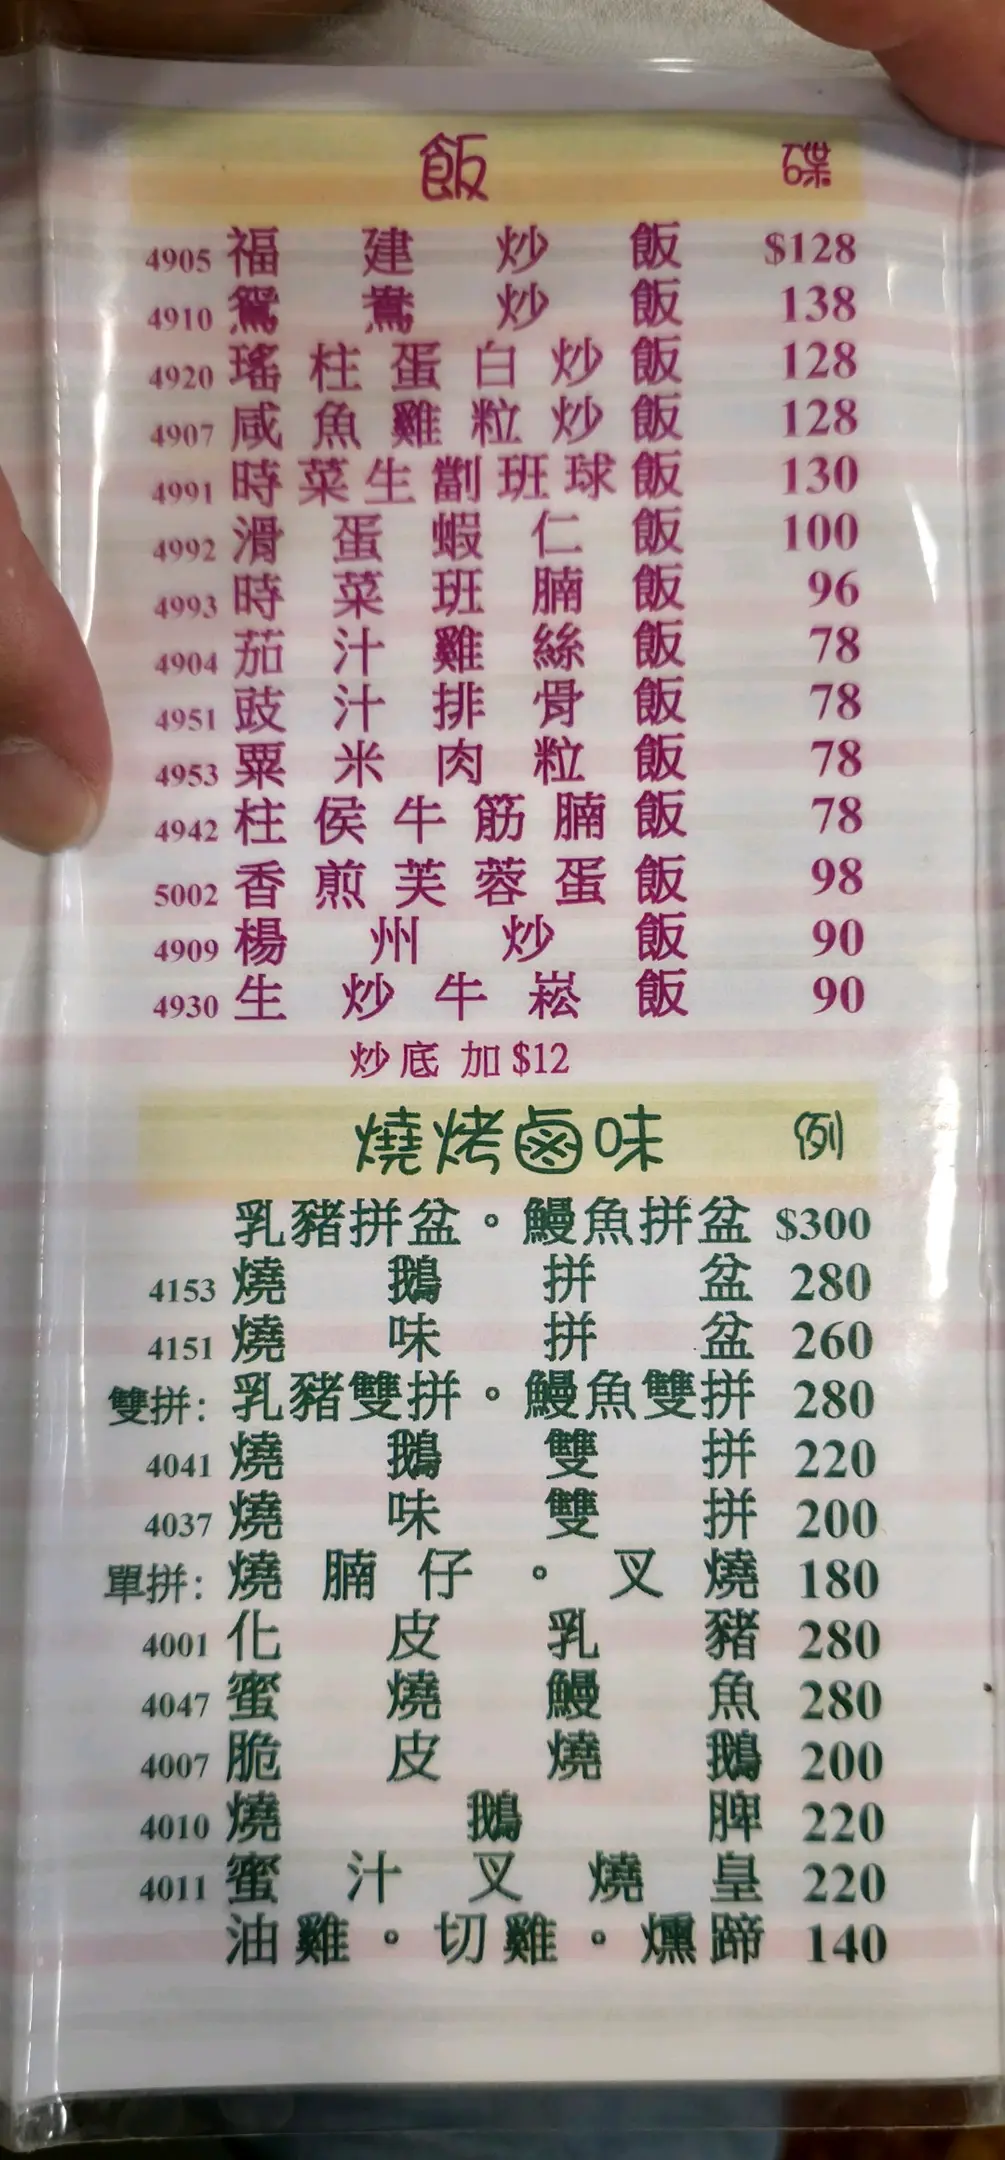 飯 碟
4905 福建炒飯 $128
4910 鴛鴦炒飯 138
4920 瑤柱蛋白炒飯 128
4907 咸魚雞粒炒飯 128
4991 時菜生劏班球飯 130
4992 滑蛋蝦仁飯 100
4993 時菜班腩飯 96
4904 茄汁雞絲飯 78
4951 豉汁排骨飯 78
4953 粟米肉粒飯 78
4942 柱侯牛筋腩飯 78
5002 香煎芙蓉蛋飯 98
4909 楊州炒飯 90
4930 生炒牛崧飯 90
炒底 加 $12
燒烤鹵味 例
乳豬拼盆。鰻魚拼盆 $300
4153 燒鵝拼盆 280
4151 燒味拼盆 260
雙拼: 乳豬雙拼。鰻魚雙拼 280
4041 燒鵝雙拼 220
4037 燒味雙拼 200
單拼: 燒腩仔。叉燒 180
4001 化皮乳豬 280
4047 蜜燒鰻魚 280
4007 脆皮燒鵝 200
4010 燒鵝脾 220
4011 蜜汁叉燒皇 220
油雞。切雞。燻蹄 140